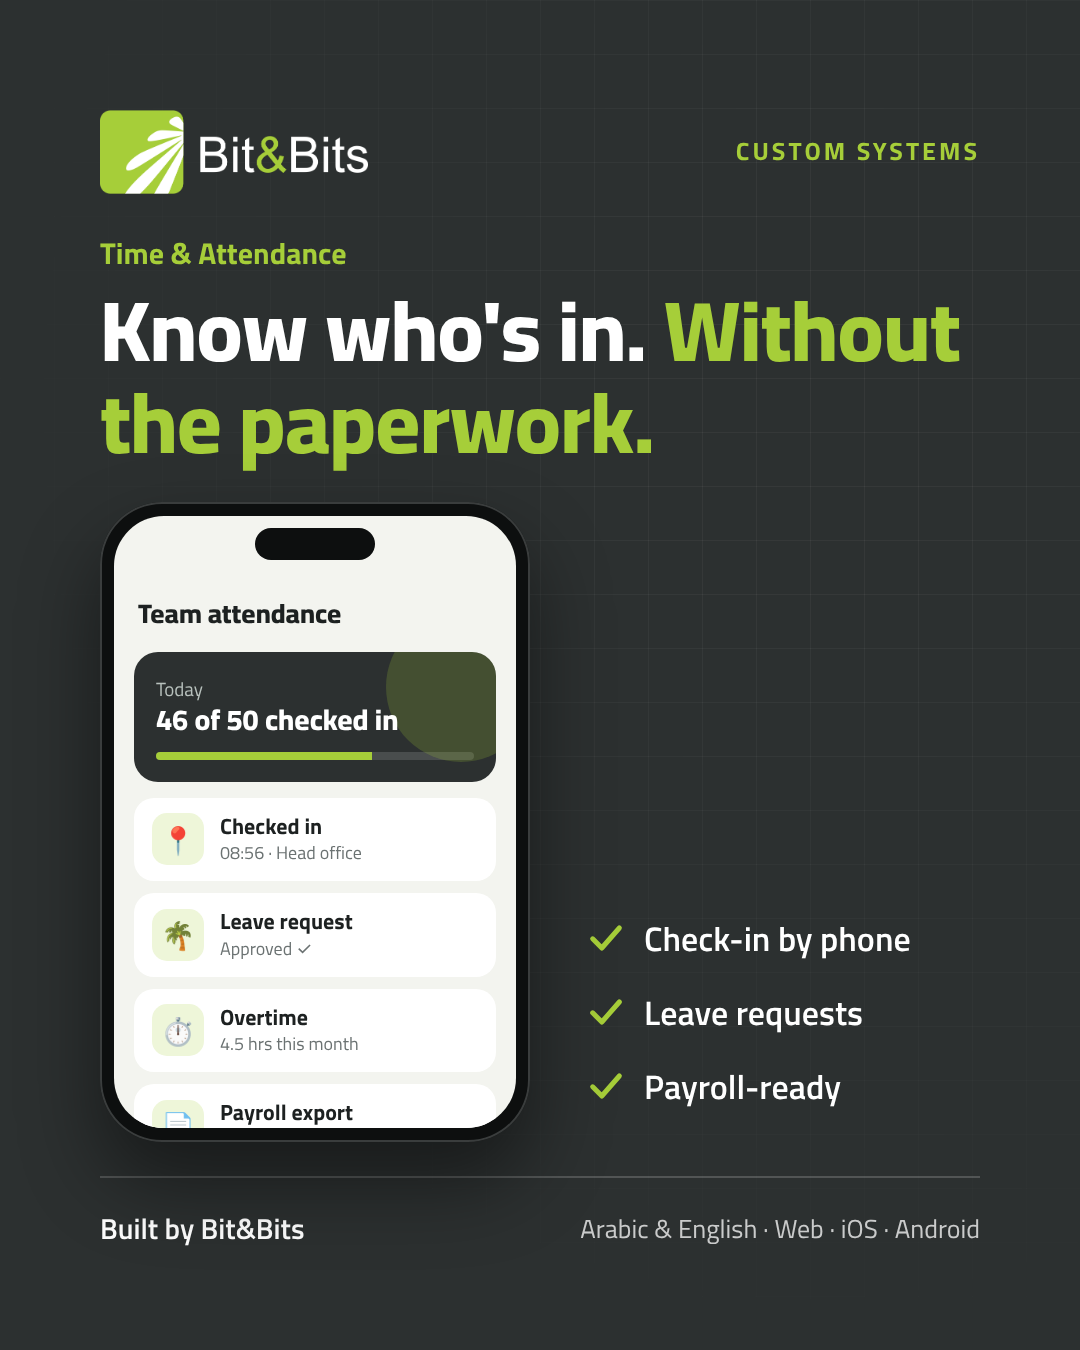 Bit&Bits
CUSTOM SYSTEMS
Time & Attendance
Know who's in. Without
the paperwork.
Team attendance
Today
46 of 50 checked in
Checked in
08:56 · Head office
Leave request
Approved ✓
Overtime
4.5 hrs this month
Payroll export
Check-in by phone
Leave requests
Payroll-ready
Built by Bit&Bits
Arabic & English · Web · iOS · Android